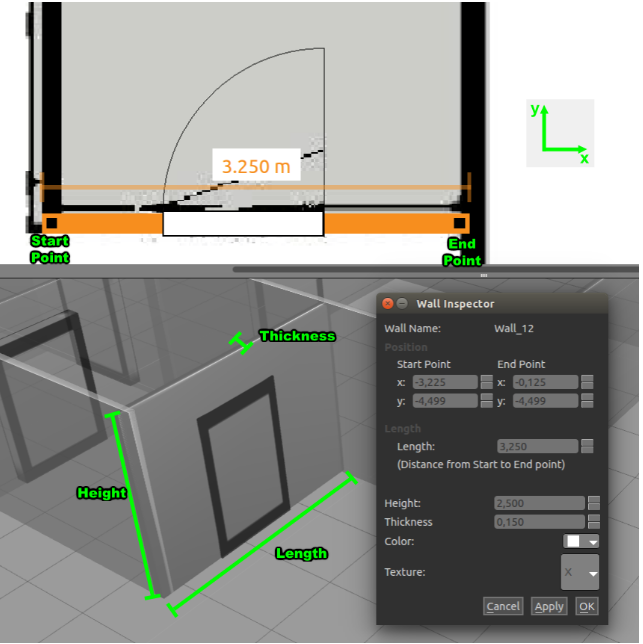 y
x
3.250 m
Start
Point
End
Point
Wall Inspector
Thickness
Wall Name: Wall_12
Position
Start Point End Point
x: -3,225 x: -0,125
y: -4,499 y: -4,499
Length
Length: 3,250
(Distance from Start to End point)
Height
Height: 2,500
Thickness 0,150
Color:
Length
Texture: X
Cancel Apply OK